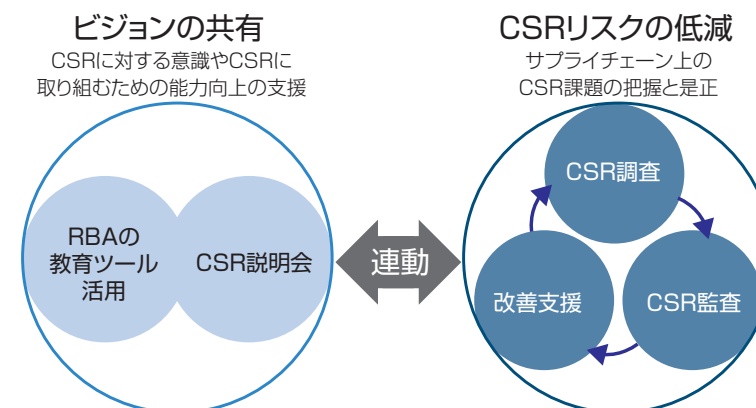 ビジョンの共有
CSRに対する意識やCSRに
取り組むための能力向上の支援
RBAの
教育ツール
活用
CSR説明会
連動
CSRリスクの低減
サプライチェーン上の
CSR課題の把握と是正
CSR調査
改善支援
CSR監査